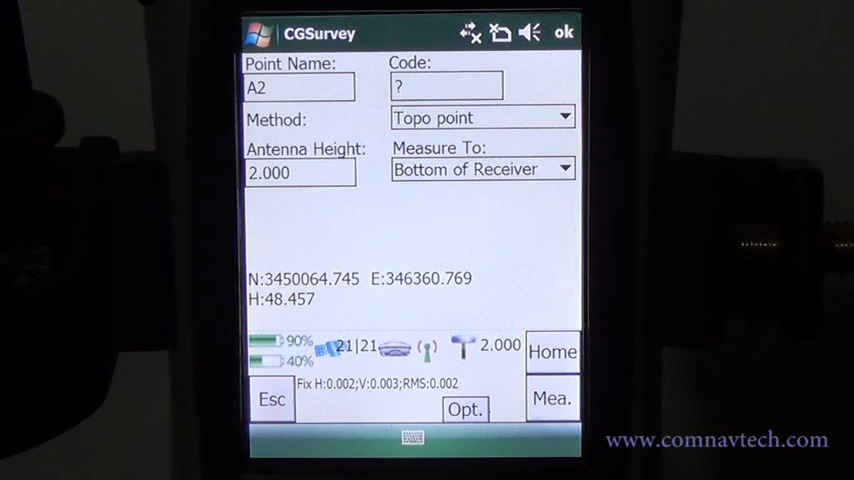 CGSurvey ok
Point Name: Code:
A2 ?
Method: Topo point
Antenna Height: Measure To:
2.000 Bottom of Receiver
N:3450064.745 E:346360.769
H:48.457
90% 21|21 2.000 Home
40%
Fix H:0.002;V:0.003;RMS:0.002
Esc Opt. Mea.
www.comnavtech.com